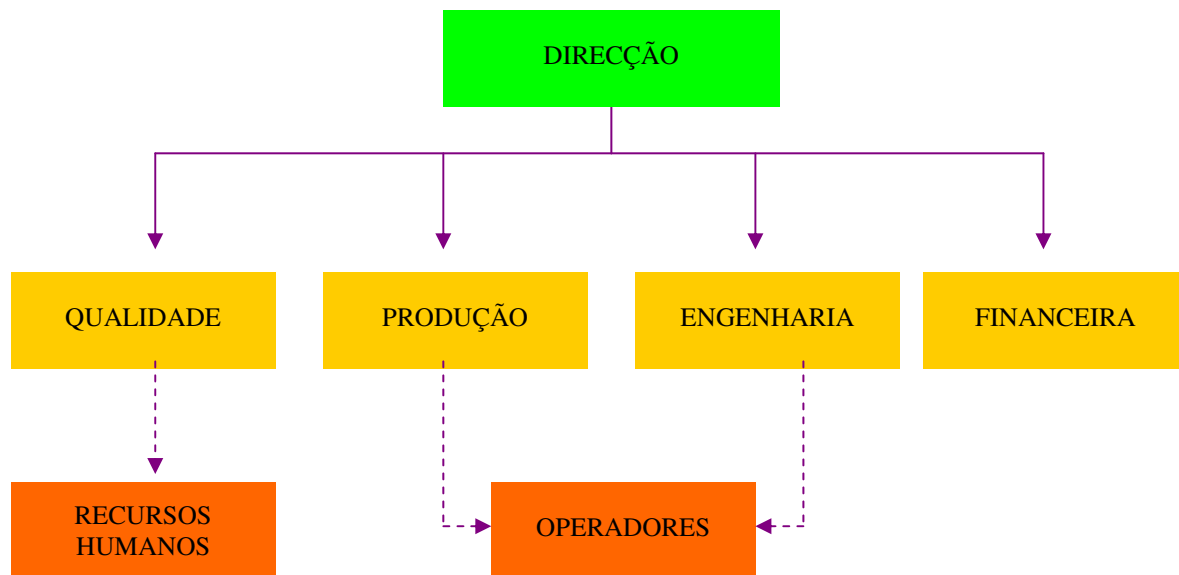 DIRECÇÃO
QUALIDADE
PRODUÇÃO
ENGENHARIA
FINANCEIRA
RECURSOS
HUMANOS
OPERADORES